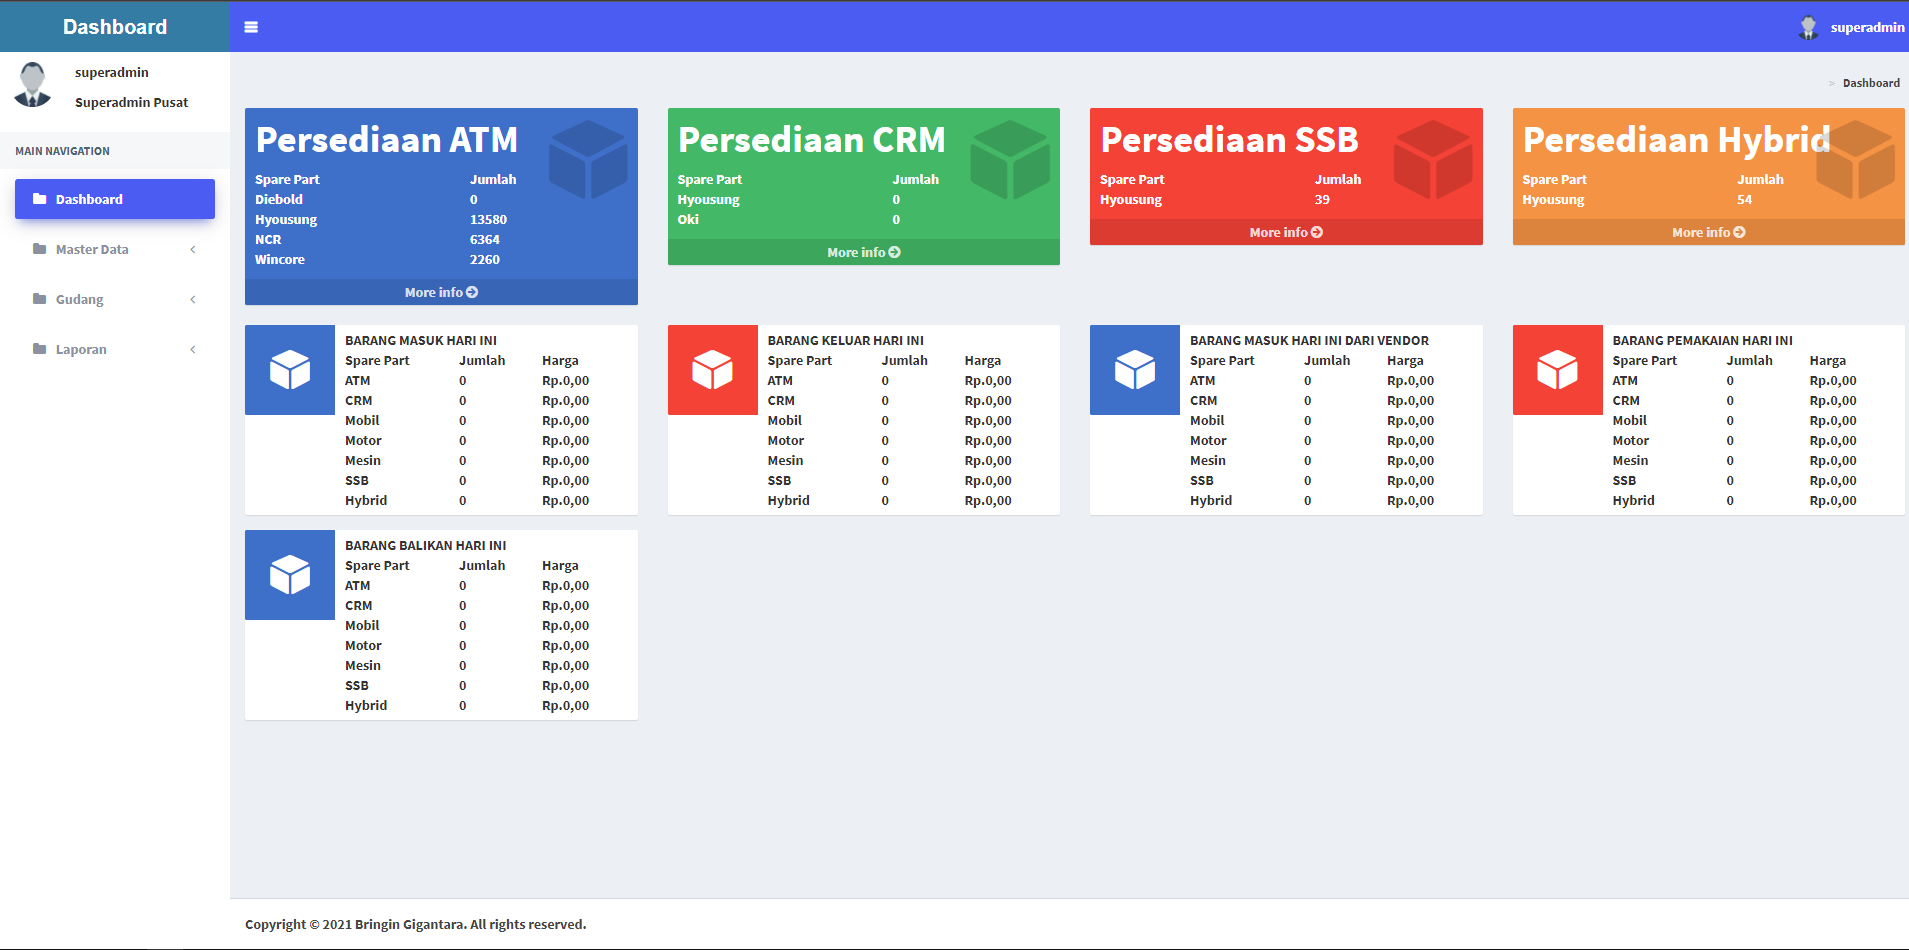 Dashboard
superadmin
superadmin
Superadmin Pusat
MAIN NAVIGATION
Dashboard
Master Data
Gudang
Laporan
> Dashboard
Persediaan ATM
Spare Part Jumlah
Diebold 0
Hyousung 13580
NCR 6364
Wincore 2260
More info
Persediaan CRM
Spare Part Jumlah
Hyousung 0
Oki 0
More info
Persediaan SSB
Spare Part Jumlah
Hyousung 39
More info
Persediaan Hybrid
Spare Part Jumlah
Hyousung 54
More info
BARANG MASUK HARI INI
Spare Part Jumlah Harga
ATM 0 Rp.0,00
CRM 0 Rp.0,00
Mobil 0 Rp.0,00
Motor 0 Rp.0,00
Mesin 0 Rp.0,00
SSB 0 Rp.0,00
Hybrid 0 Rp.0,00
BARANG KELUAR HARI INI
Spare Part Jumlah Harga
ATM 0 Rp.0,00
CRM 0 Rp.0,00
Mobil 0 Rp.0,00
Motor 0 Rp.0,00
Mesin 0 Rp.0,00
SSB 0 Rp.0,00
Hybrid 0 Rp.0,00
BARANG MASUK HARI INI DARI VENDOR
Spare Part Jumlah Harga
ATM 0 Rp.0,00
CRM 0 Rp.0,00
Mobil 0 Rp.0,00
Motor 0 Rp.0,00
Mesin 0 Rp.0,00
SSB 0 Rp.0,00
Hybrid 0 Rp.0,00
BARANG PEMAKAIAN HARI INI
Spare Part Jumlah Harga
ATM 0 Rp.0,00
CRM 0 Rp.0,00
Mobil 0 Rp.0,00
Motor 0 Rp.0,00
Mesin 0 Rp.0,00
SSB 0 Rp.0,00
Hybrid 0 Rp.0,00
BARANG BALIKAN HARI INI
Spare Part Jumlah Harga
ATM 0 Rp.0,00
CRM 0 Rp.0,00
Mobil 0 Rp.0,00
Motor 0 Rp.0,00
Mesin 0 Rp.0,00
SSB 0 Rp.0,00
Hybrid 0 Rp.0,00
Copyright © 2021 Bringin Gigantara. All rights reserved.